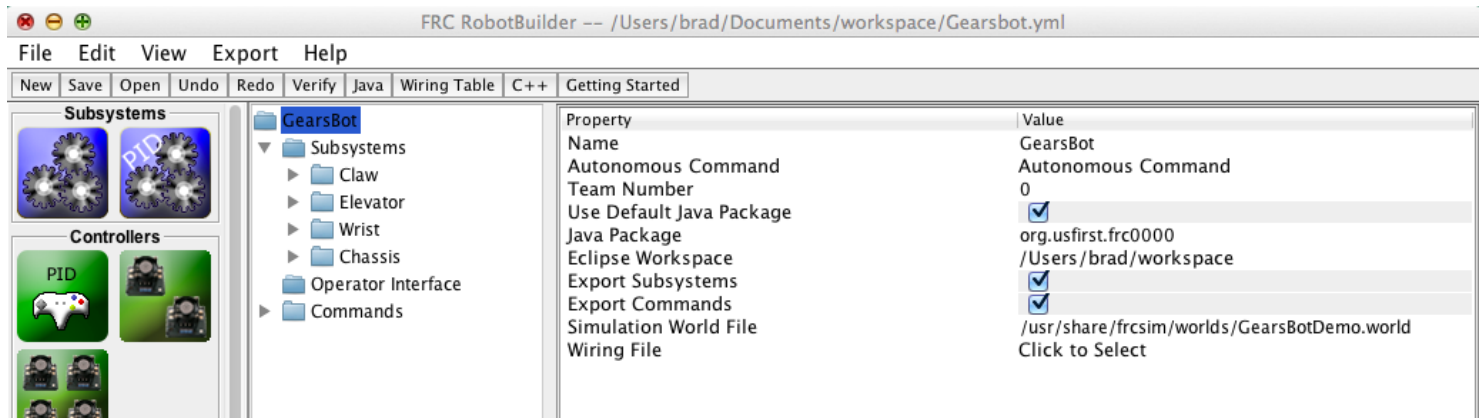 FRC RobotBuilder -- /Users/brad/Documents/workspace/Gearsbot.yml
File Edit View Export Help
New Save Open Undo Redo Verify Java Wiring Table C++ Getting Started
Subsystems
PID
Controllers
PID
GearsBot
Subsystems
Claw
Elevator
Wrist
Chassis
Operator Interface
Commands
Property Value
Name GearsBot
Autonomous Command Autonomous Command
Team Number 0
Use Default Java Package
Java Package org.usfirst.frc0000
Eclipse Workspace /Users/brad/workspace
Export Subsystems
Export Commands
Simulation World File /usr/share/frcsim/worlds/GearsBotDemo.world
Wiring File Click to Select